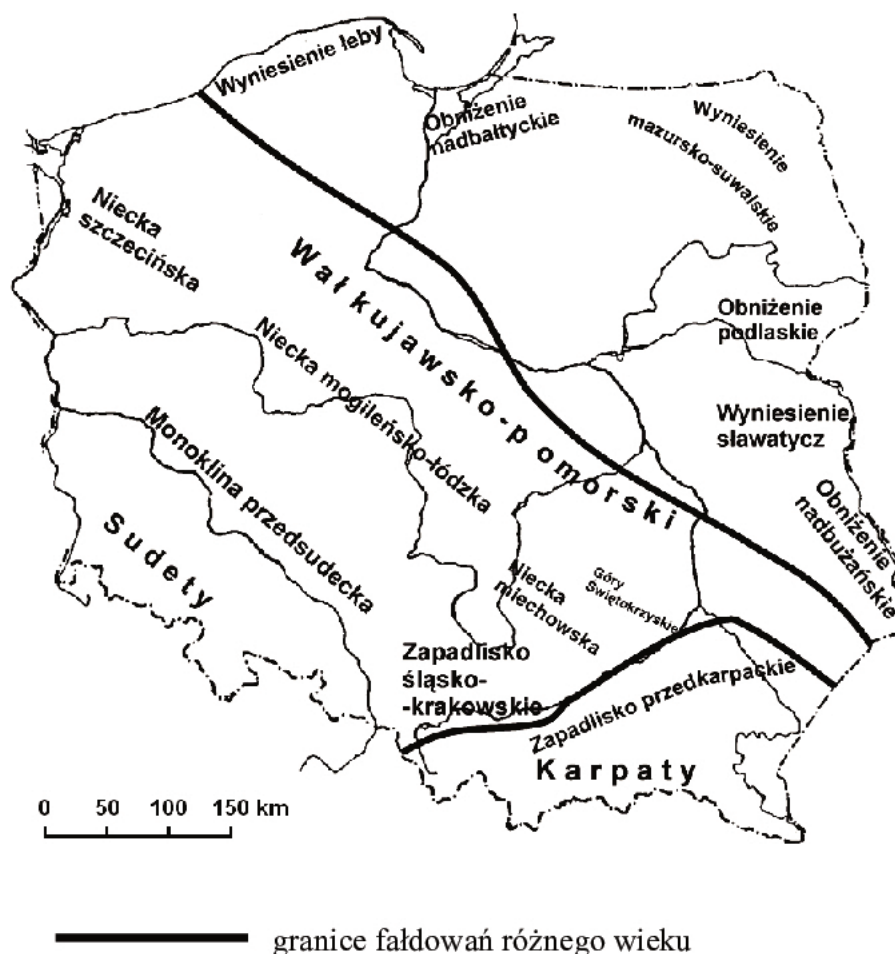 Wyniesienie łeby
Obniżenie
nadbałtyckie
Wyniesienie
mazursko-suwalskie
Niecka
szczecińska
Wał kujawsko-pomorski
Obniżenie
podlaskie
Niecka mogileńsko-łódzka
Wyniesienie
sławatycz
Monoklina przedsudecka
Obniżenie
nadbużańskie
Sudety
Niecka
miechowska
Góry
Świętokrzyskie
Zapadlisko
śląsko-
-krakowskie
Zapadlisko przedkarpackie
Karpaty
0 50 100 150 km
granice fałdowań różnego wieku